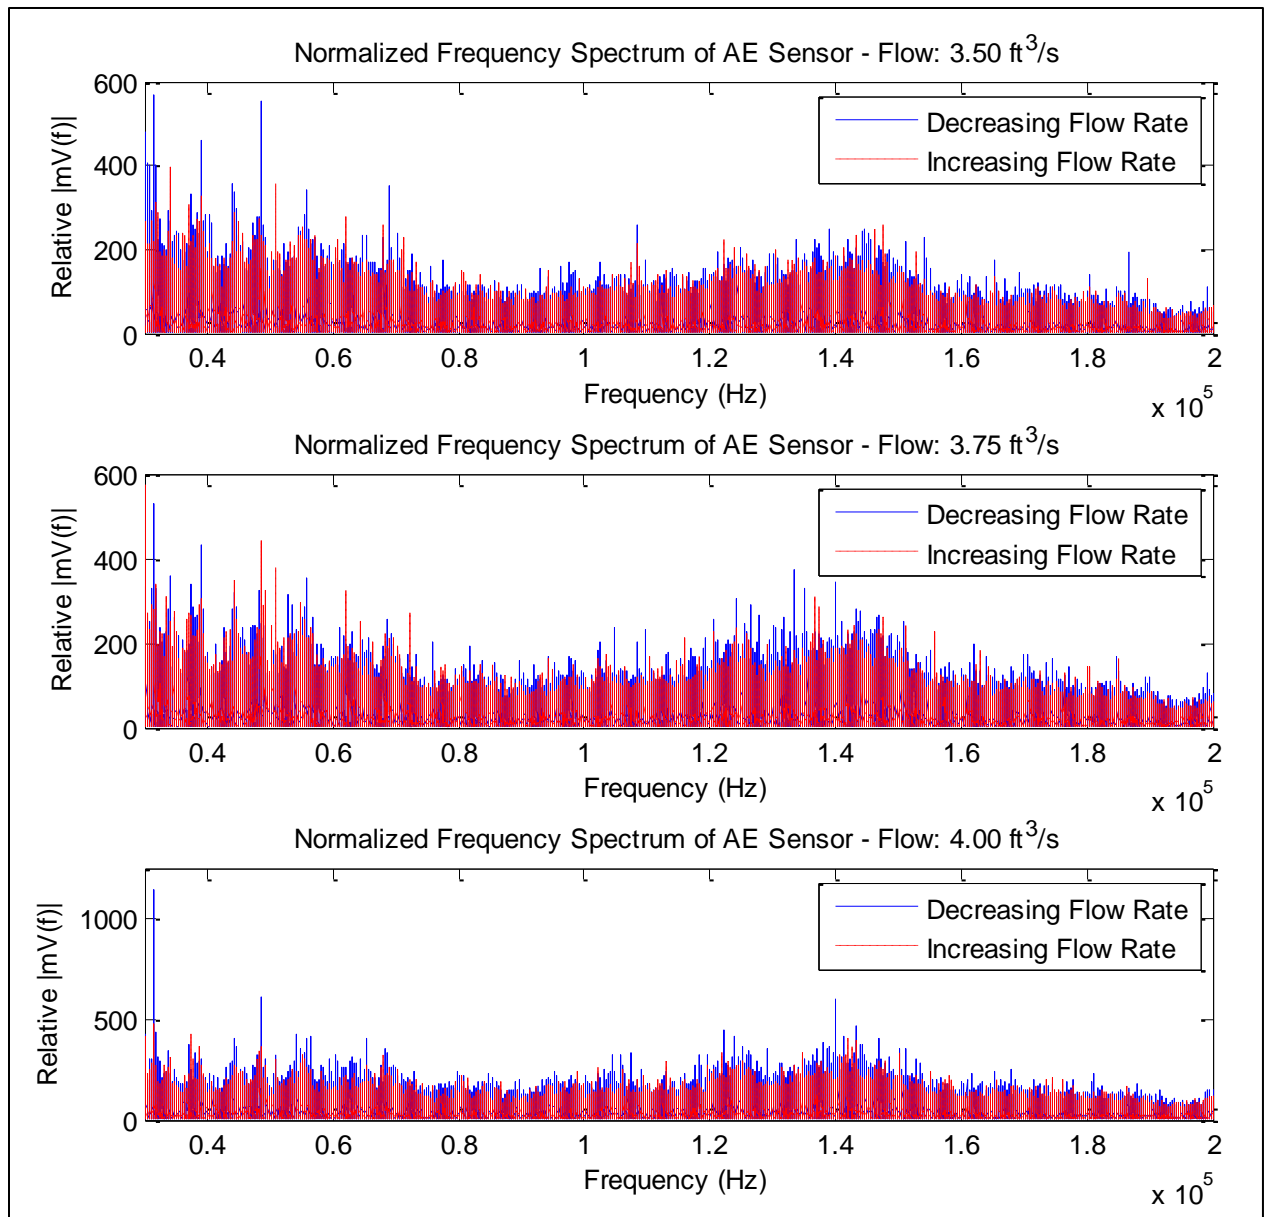 Normalized Frequency Spectrum of AE Sensor - Flow: 3.50 ft³/s
Relative |mV(f)|
600
400
200
0
Decreasing Flow Rate
Increasing Flow Rate
0.4 0.6 0.8 1 1.2 1.4 1.6 1.8 2
Frequency (Hz)
x 10⁵
Normalized Frequency Spectrum of AE Sensor - Flow: 3.75 ft³/s
Relative |mV(f)|
600
400
200
0
Decreasing Flow Rate
Increasing Flow Rate
0.4 0.6 0.8 1 1.2 1.4 1.6 1.8 2
Frequency (Hz)
x 10⁵
Normalized Frequency Spectrum of AE Sensor - Flow: 4.00 ft³/s
Relative |mV(f)|
1000
500
0
Decreasing Flow Rate
Increasing Flow Rate
0.4 0.6 0.8 1 1.2 1.4 1.6 1.8 2
Frequency (Hz)
x 10⁵